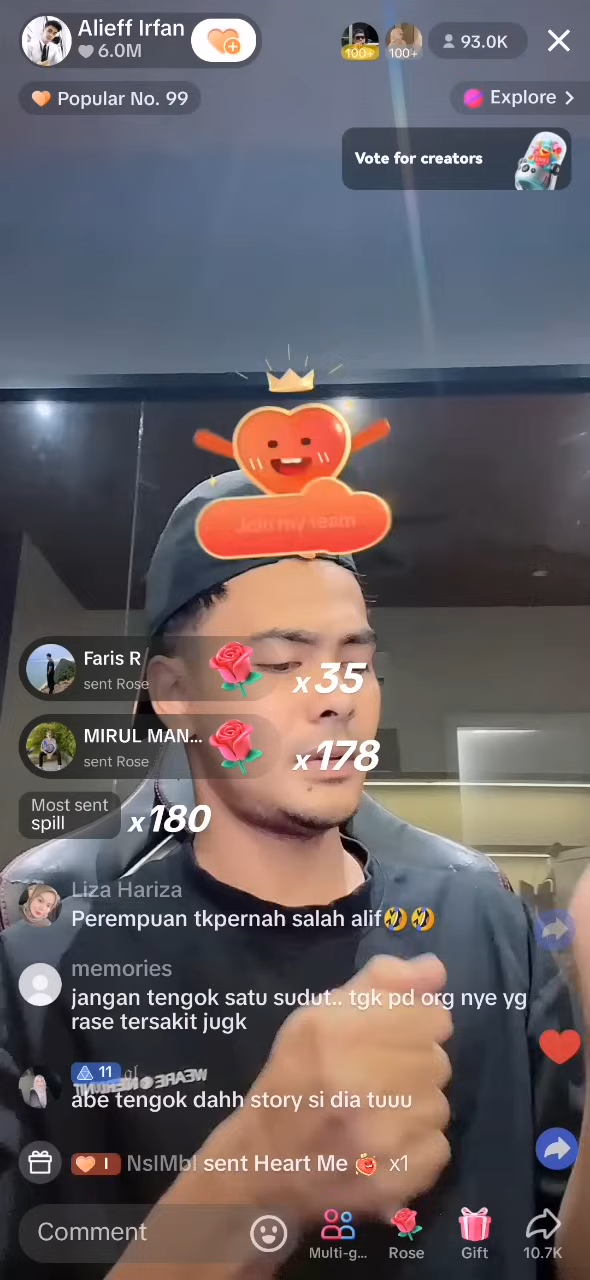 Alieff Irfan
6.0M
100+
100+
93.0K
Popular No. 99
Explore
Vote for creators
Join my team
Faris R
sent Rose
x35
MIRUL MAN...
sent Rose
x178
Most sent
spill
x180
Liza Hariza
Perempuan tkpernah salah alif🤣🤣
memories
jangan tengok satu sudut.. tgk pd org nye yg
rase tersakit jugk
11
abe tengok dahh story si dia tuuu
I NsIMbI sent Heart Me x1
Comment
Multi-g...
Rose
Gift
10.7K